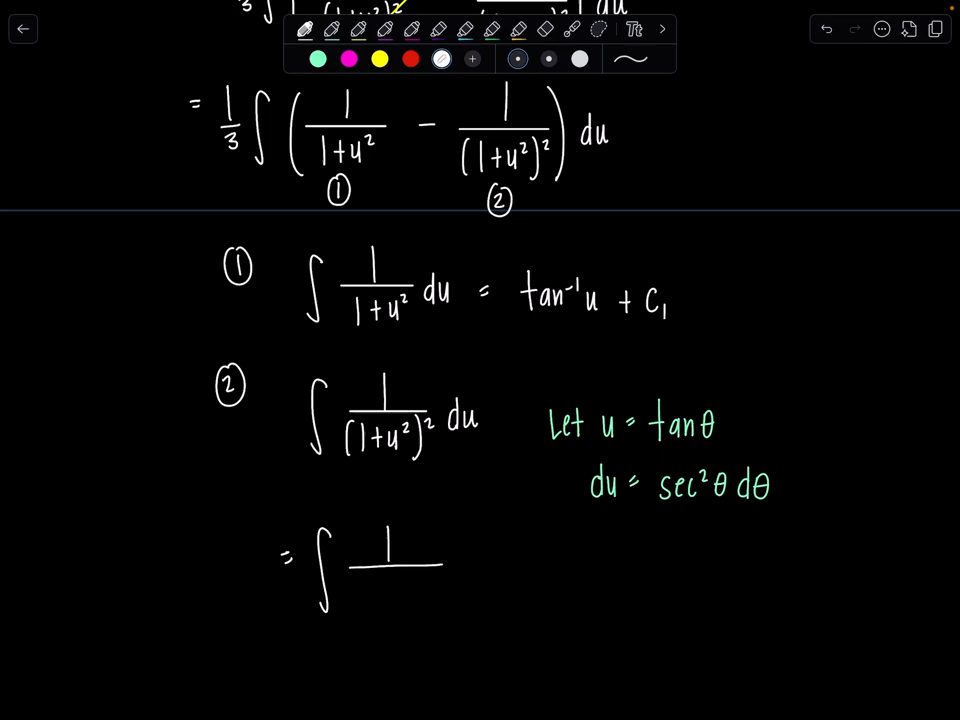 = 1/3 ∫ ( 1/(1+u²) − 1/(1+u²)² ) du
① ②
① ∫ 1/(1+u²) du = tan⁻¹u + C₁
② ∫ 1/(1+u²)² du Let u = tanθ
du = sec²θ dθ
= ∫ 1